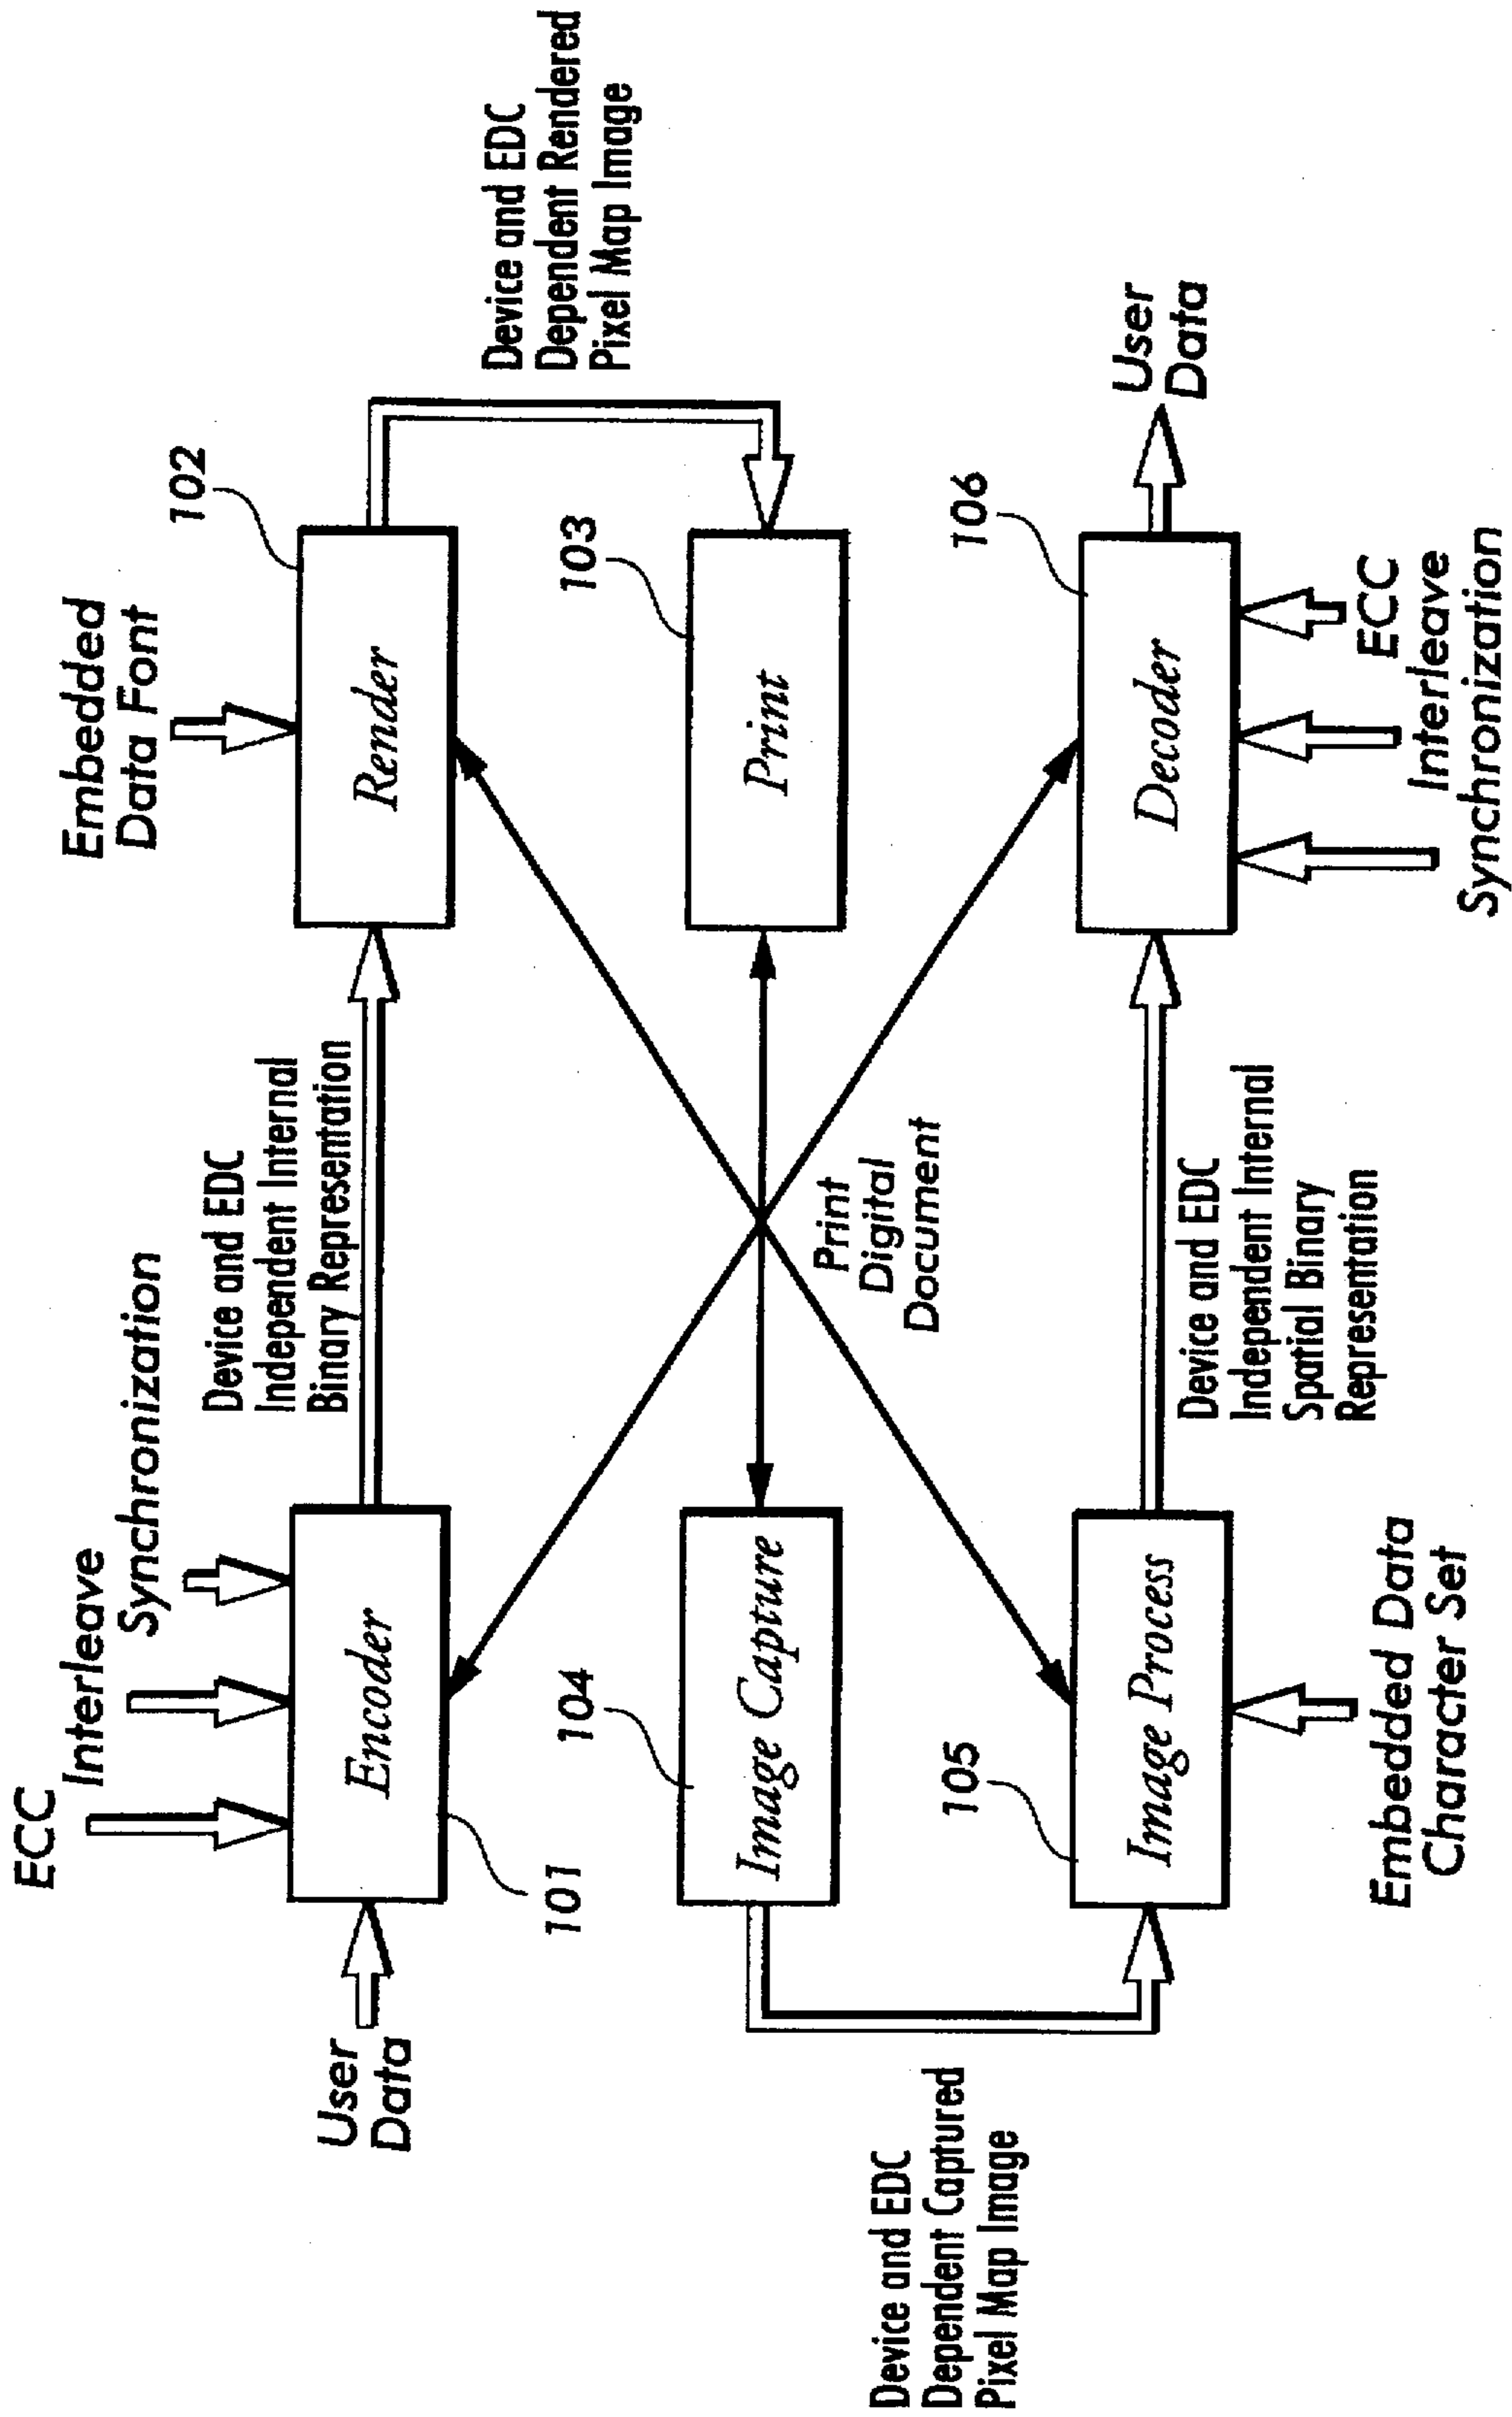 ECC
Interleave
Synchronization
Embedded
Data Font
User
Data
Encoder
101
Device and EDC
Independent Internal
Binary Representation
Render
102
Device and EDC
Dependent Rendered
Pixel Map Image
104
Image Capture
Print
Digital
Document
103
Print
Device and EDC
Dependent Captured
Pixel Map Image
105
Image Process
Device and EDC
Independent Internal
Spatial Binary
Representation
106
Decoder
User
Data
Embedded Data
Character Set
ECC
Interleave
Synchronization